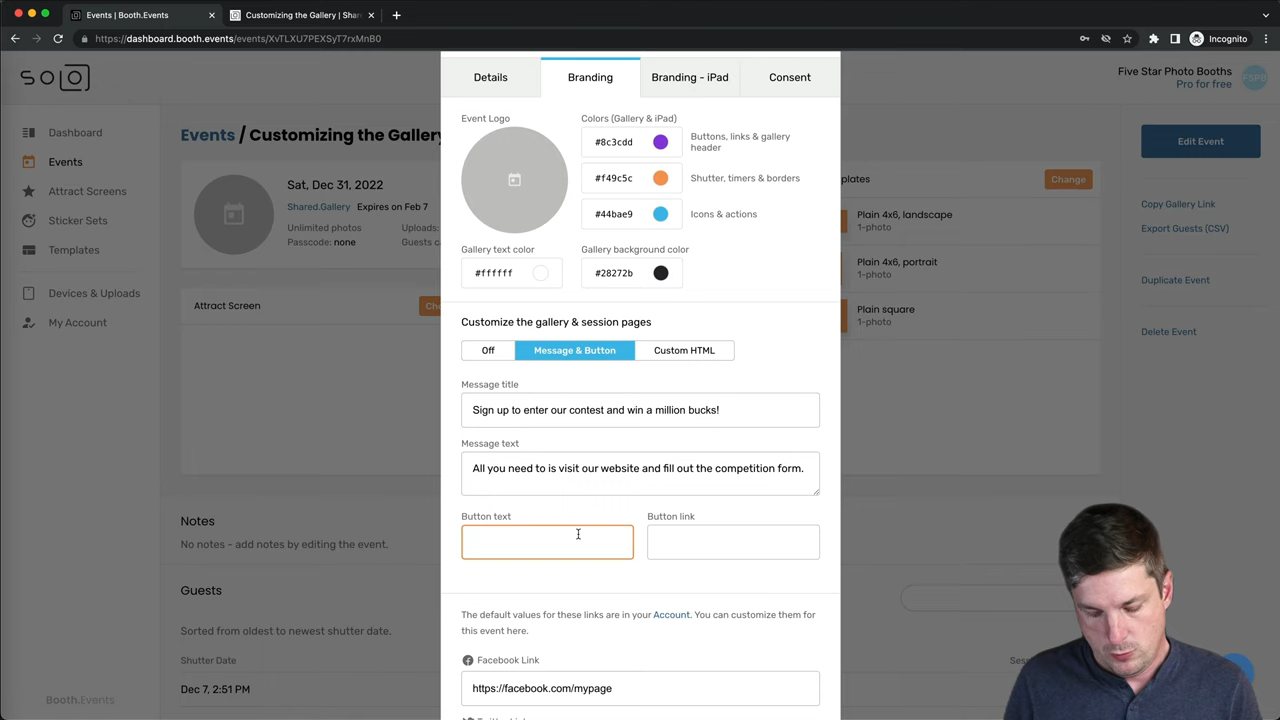 Events | Booth.Events
Customizing the Gallery | Shar
https://dashboard.booth.events/events/XvTLXU7PEXSyT7rxMnB0
Incognito
SOLO
Five Star Photo Booths
Pro for free
FSPB
Details
Branding
Branding - iPad
Consent
Dashboard
Events
Attract Screens
Sticker Sets
Templates
Devices & Uploads
My Account
Booth.Events
Events / Customizing the Gallery
Edit Event
Sat, Dec 31, 2022
Shared.Gallery Expires on Feb 7
Unlimited photos
Uploads:
Passcode: none
Guests c
Attract Screen
Ch
Event Logo
Colors (Gallery & iPad)
#8c3cdd
Buttons, links & gallery
header
#f49c5c
Shutter, timers & borders
#44bae9
Icons & actions
Gallery text color
#ffffff
Gallery background color
#28272b
Customize the gallery & session pages
Off
Message & Button
Custom HTML
Message title
Sign up to enter our contest and win a million bucks!
Message text
All you need to is visit our website and fill out the competition form.
Button text
Button link
The default values for these links are in your Account. You can customize them for
this event here.
Facebook Link
https://facebook.com/mypage
plates
Change
Plain 4x6, landscape
1-photo
Plain 4x6, portrait
1-photo
Plain square
1-photo
Copy Gallery Link
Export Guests (CSV)
Duplicate Event
Delete Event
Notes
No notes - add notes by editing the event.
Guests
Sorted from oldest to newest shutter date.
Shutter Date
Ses
Dec 7, 2:51 PM